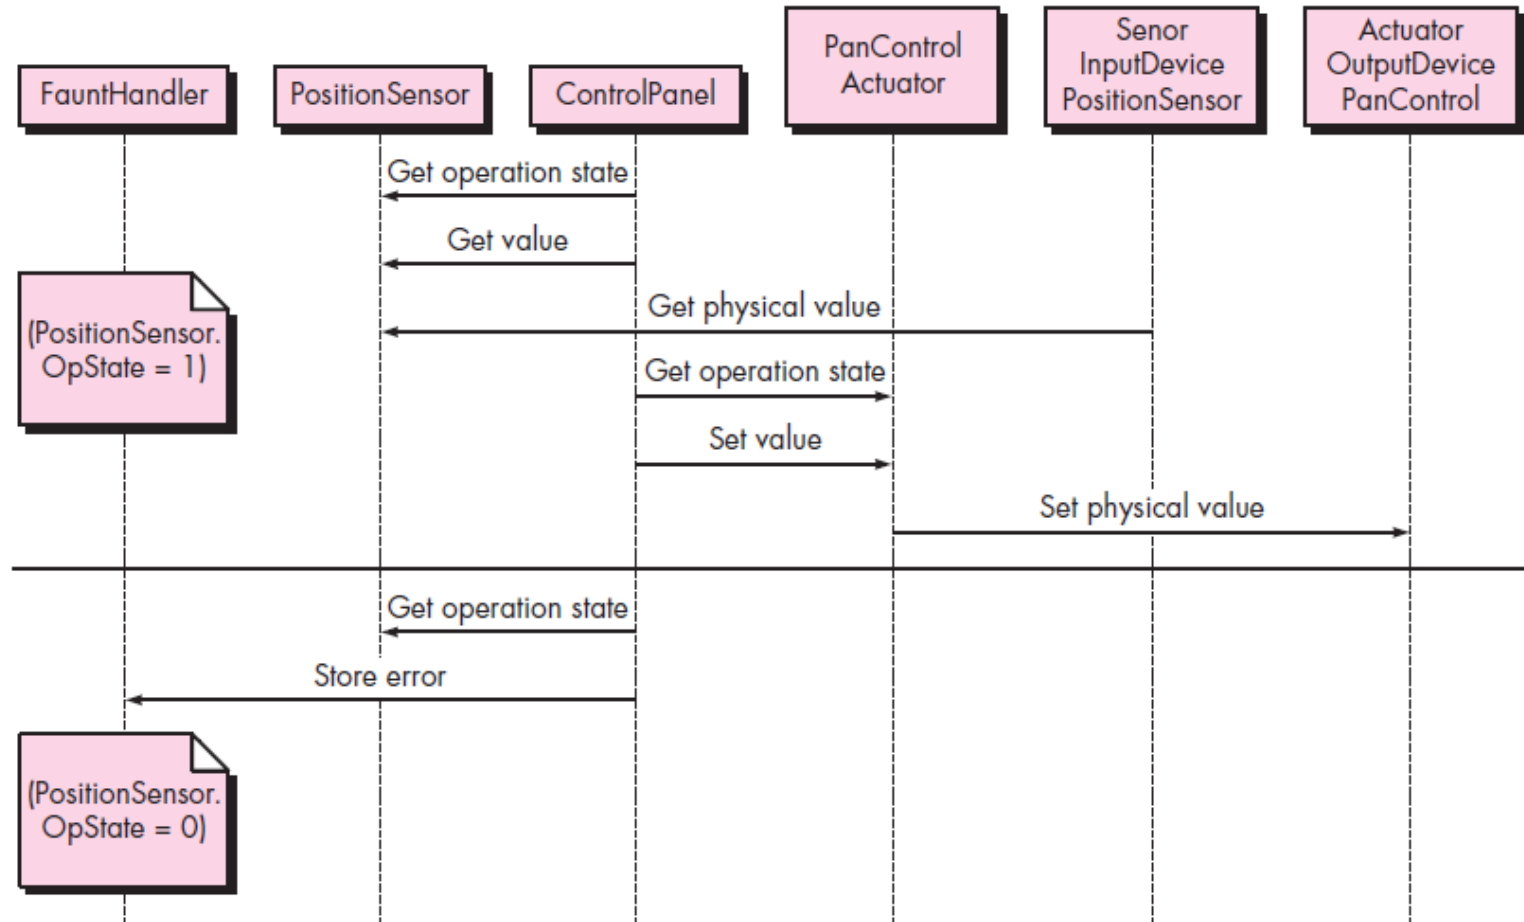 FauntHandler
PositionSensor
ControlPanel
PanControl
Actuator
Senor
InputDevice
PositionSensor
Actuator
OutputDevice
PanControl
Get operation state
Get value
(PositionSensor.
OpState = 1)
Get physical value
Get operation state
Set value
Set physical value
Get operation state
Store error
(PositionSensor.
OpState = 0)